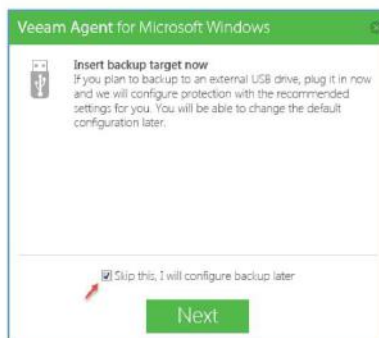 Veeam Agent for Microsoft Windows
Insert backup target now
If you plan to backup to an external USB drive, plug it in now
and we will configure protection with the recommended
settings for you. You will be able to change the default
configuration later.
Skip this, I will configure backup later
Next